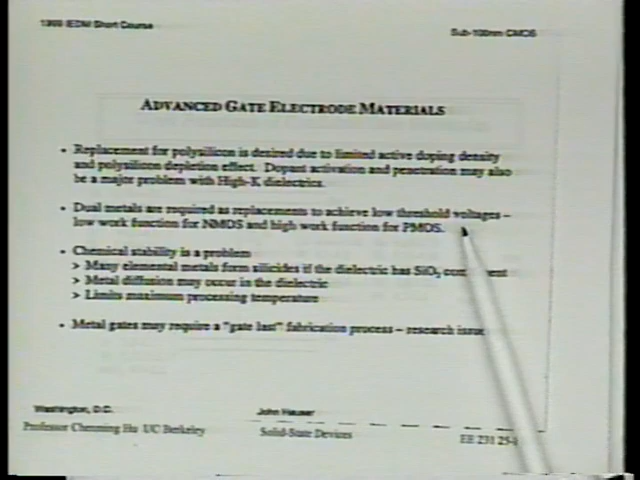 1999 IEDM Short Course
Sub-100nm CMOS
ADVANCED GATE ELECTRODE MATERIALS
• Replacement for polysilicon is desired due to limited active doping density
and polysilicon depletion effect. Dopant activation and penetration may also
be a major problem with High-K dielectrics.
• Dual metals are required as replacements to achieve low threshold voltages –
low work function for NMOS and high work function for PMOS.
• Chemical stability is a problem
> Many elemental metals form silicides if the dielectric has SiO2
> Metal diffusion may occur in the dielectric
> Limits maximum processing temperature
• Metal gates may require a "gate last" fabrication process – research issue
Washington, D.C.
John Hauser
Professor Chenming Hu UC Berkeley
Solid-State Devices
EE 231